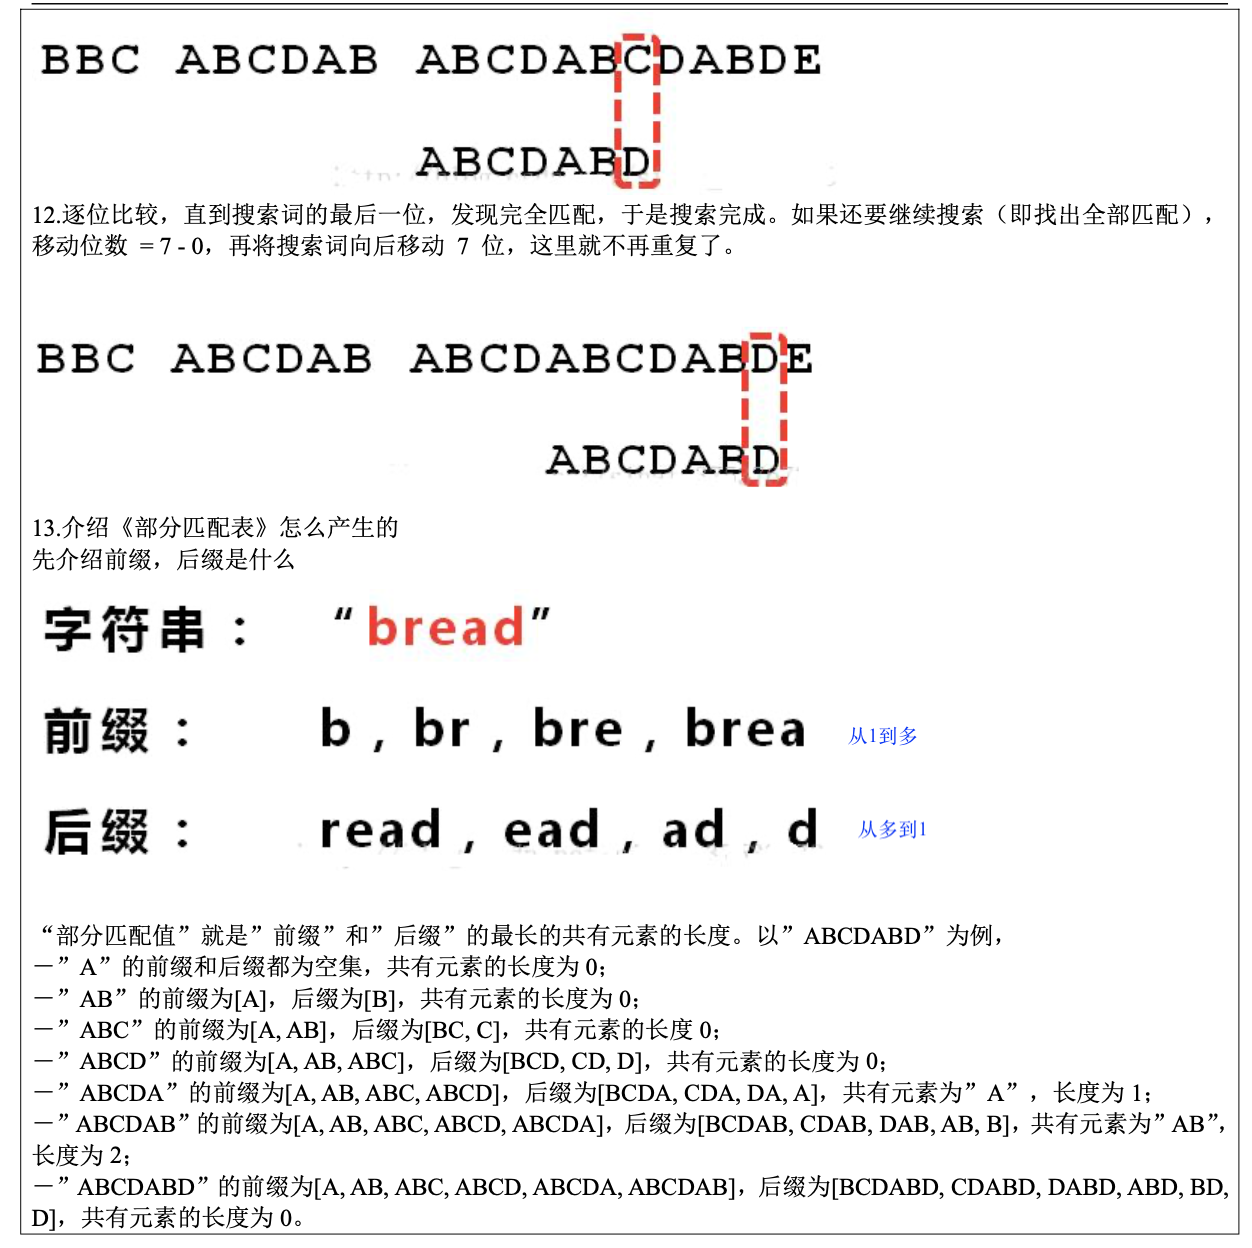 BBC ABCDAB ABCDABCDABDE
ABCDABD
12.逐位比较，直到搜索词的最后一位，发现完全匹配，于是搜索完成。如果还要继续搜索（即找出全部匹配），
移动位数 = 7 - 0，再将搜索词向后移动 7 位，这里就不再重复了。
BBC ABCDAB ABCDABCDABDE
ABCDABD
13.介绍《部分匹配表》怎么产生的
先介绍前缀，后缀是什么
字符串： “bread”
前缀： b , br , bre , brea 从1到多
后缀： read , ead , ad , d 从多到1
“部分匹配值”就是”前缀”和”后缀”的最长的共有元素的长度。以”ABCDABD”为例，
－”A”的前缀和后缀都为空集，共有元素的长度为 0；
－”AB”的前缀为[A]，后缀为[B]，共有元素的长度为 0；
－”ABC”的前缀为[A, AB]，后缀为[BC, C]，共有元素的长度 0；
－”ABCD”的前缀为[A, AB, ABC]，后缀为[BCD, CD, D]，共有元素的长度为 0；
－”ABCDA”的前缀为[A, AB, ABC, ABCD]，后缀为[BCDA, CDA, DA, A]，共有元素为”A”，长度为 1；
－”ABCDAB”的前缀为[A, AB, ABC, ABCD, ABCDA]，后缀为[BCDAB, CDAB, DAB, AB, B]，共有元素为”AB”，
长度为 2；
－”ABCDABD”的前缀为[A, AB, ABC, ABCD, ABCDA, ABCDAB]，后缀为[BCDABD, CDABD, DABD, ABD, BD,
D]，共有元素的长度为 0。